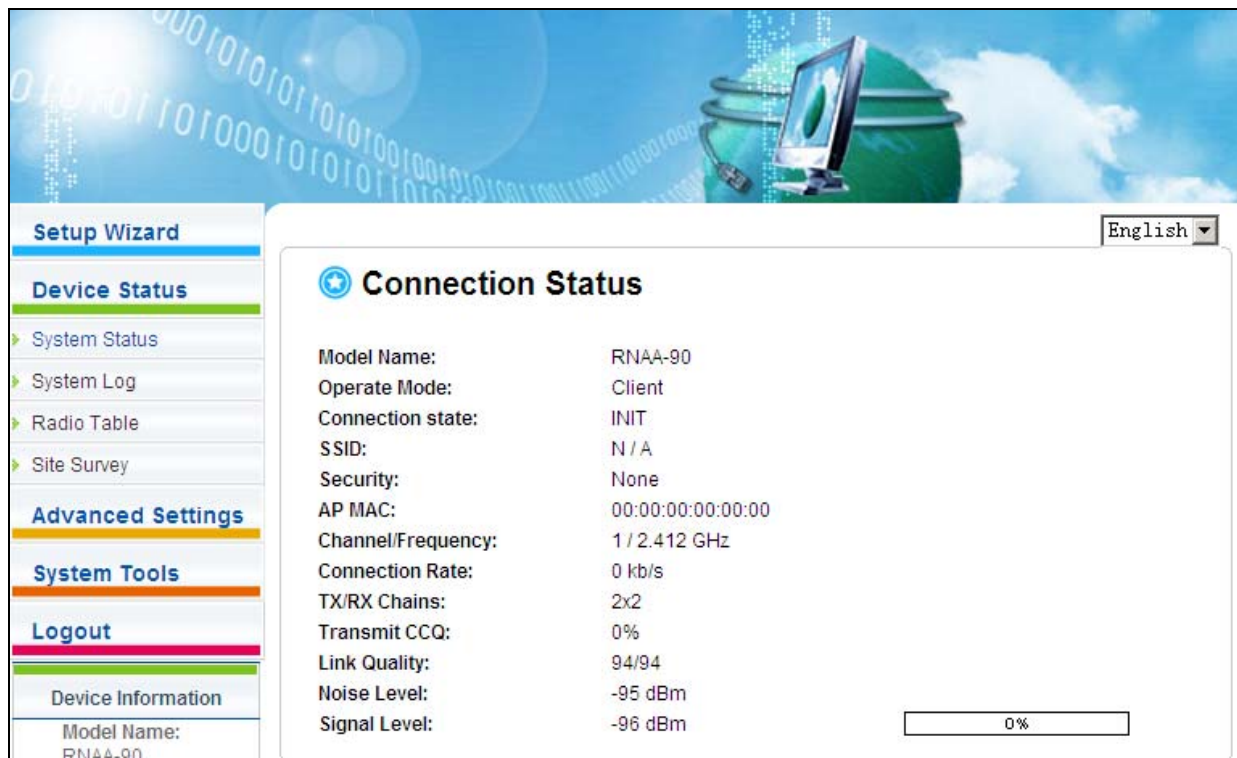 English
Setup Wizard
Device Status
System Status
System Log
Radio Table
Site Survey
Advanced Settings
System Tools
Logout
Device Information
Model Name:
RNAA-90
Connection Status
Model Name: RNAA-90
Operate Mode: Client
Connection state: INIT
SSID: N / A
Security: None
AP MAC: 00:00:00:00:00:00
Channel/Frequency: 1 / 2.412 GHz
Connection Rate: 0 kb/s
TX/RX Chains: 2x2
Transmit CCQ: 0%
Link Quality: 94/94
Noise Level: -95 dBm
Signal Level: -96 dBm 0%